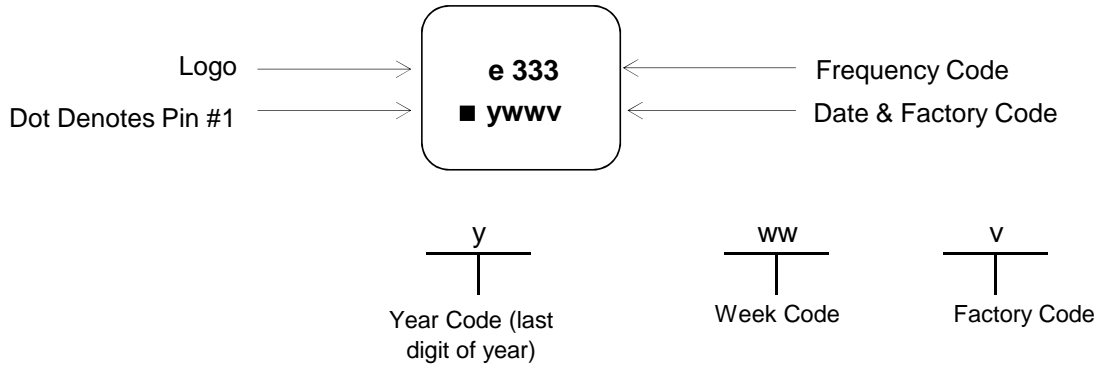 Logo
Dot Denotes Pin #1
e 333
■ ywwv
Frequency Code
Date & Factory Code
y
ww
v
Year Code (last
digit of year)
Week Code
Factory Code